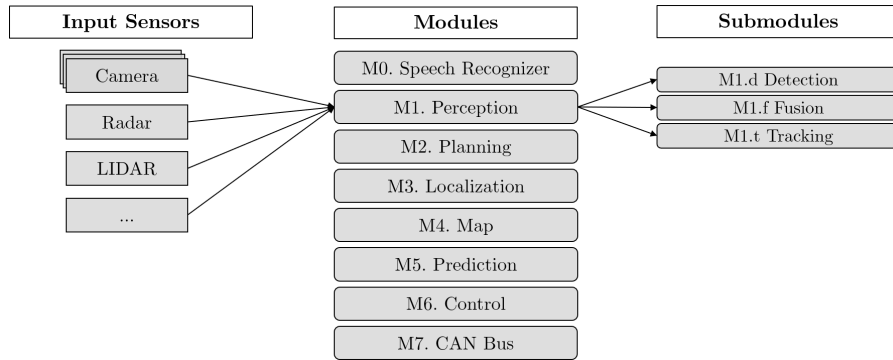 Input Sensors
Camera
Radar
LIDAR
...
Modules
M0. Speech Recognizer
M1. Perception
M2. Planning
M3. Localization
M4. Map
M5. Prediction
M6. Control
M7. CAN Bus
Submodules
M1.d Detection
M1.f Fusion
M1.t Tracking